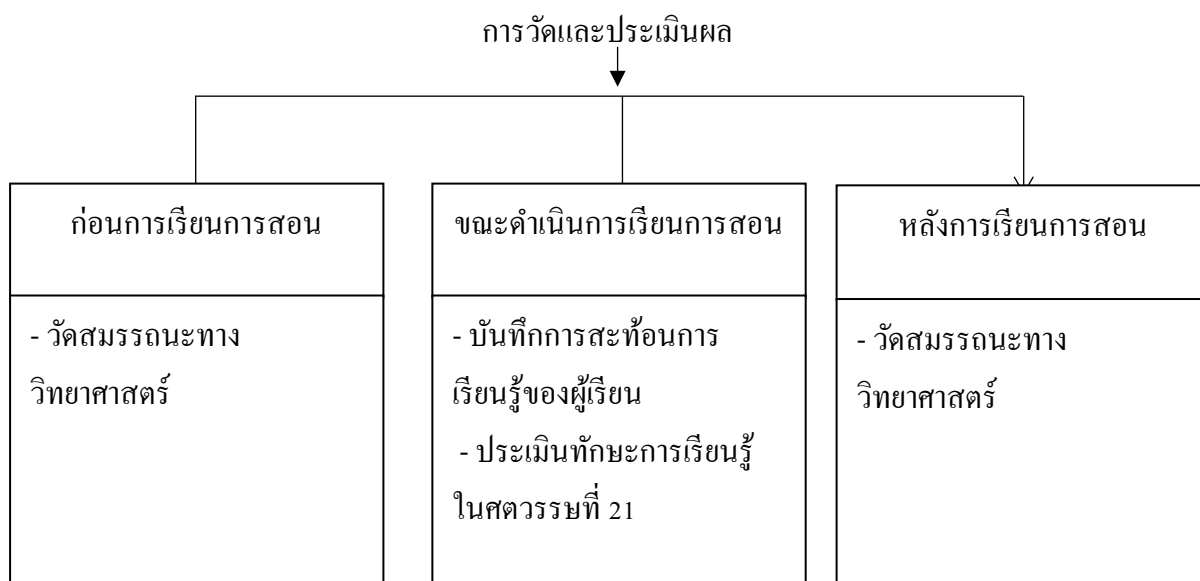 การวัดและประเมินผล
ก่อนการเรียนการสอน
- วัดสมรรถนะทาง
วิทยาศาสตร์
ขณะดำเนินการเรียนการสอน
- บันทึกการสะท้อนการ
เรียนรู้ของผู้เรียน
- ประเมินทักษะการเรียนรู้
ในศตวรรษที่ 21
หลังการเรียนการสอน
- วัดสมรรถนะทาง
วิทยาศาสตร์